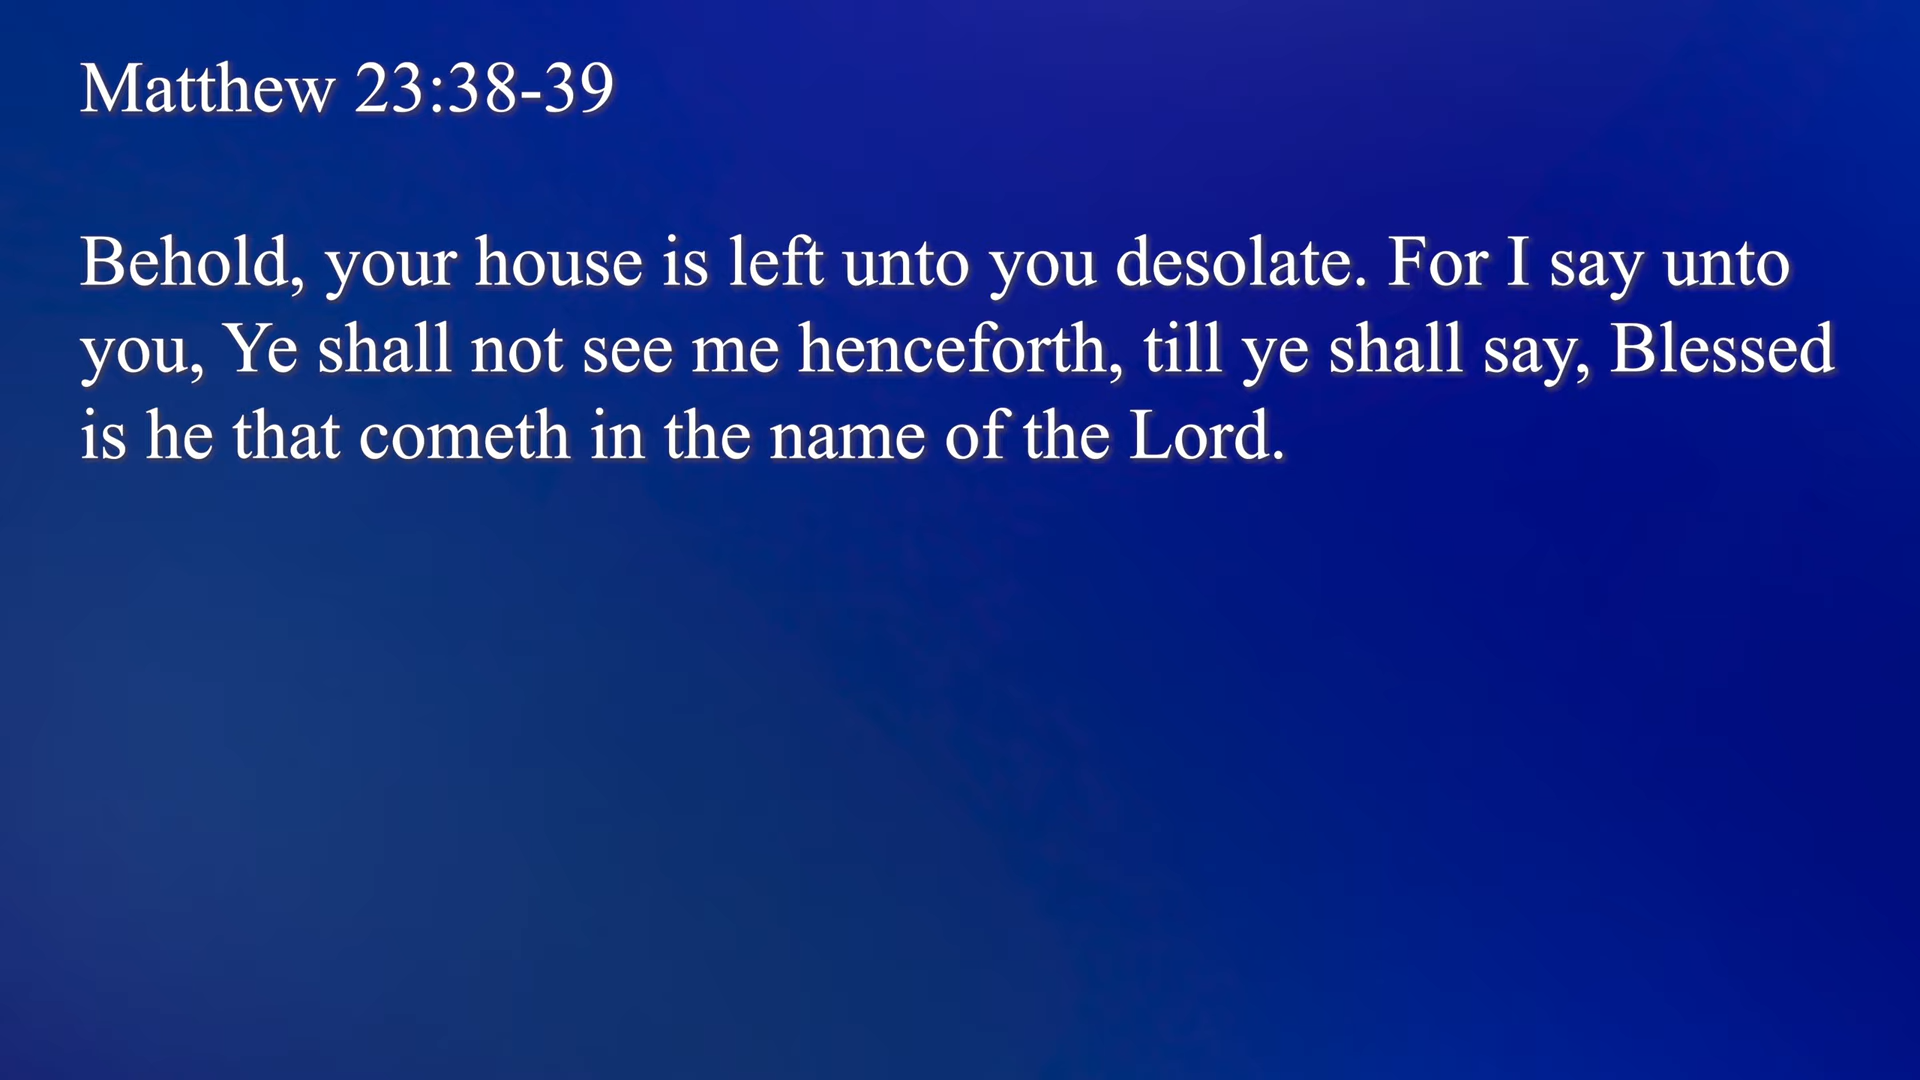 Matthew 23:38-39
Behold, your house is left unto you desolate. For I say unto
you, Ye shall not see me henceforth, till ye shall say, Blessed
is he that cometh in the name of the Lord.